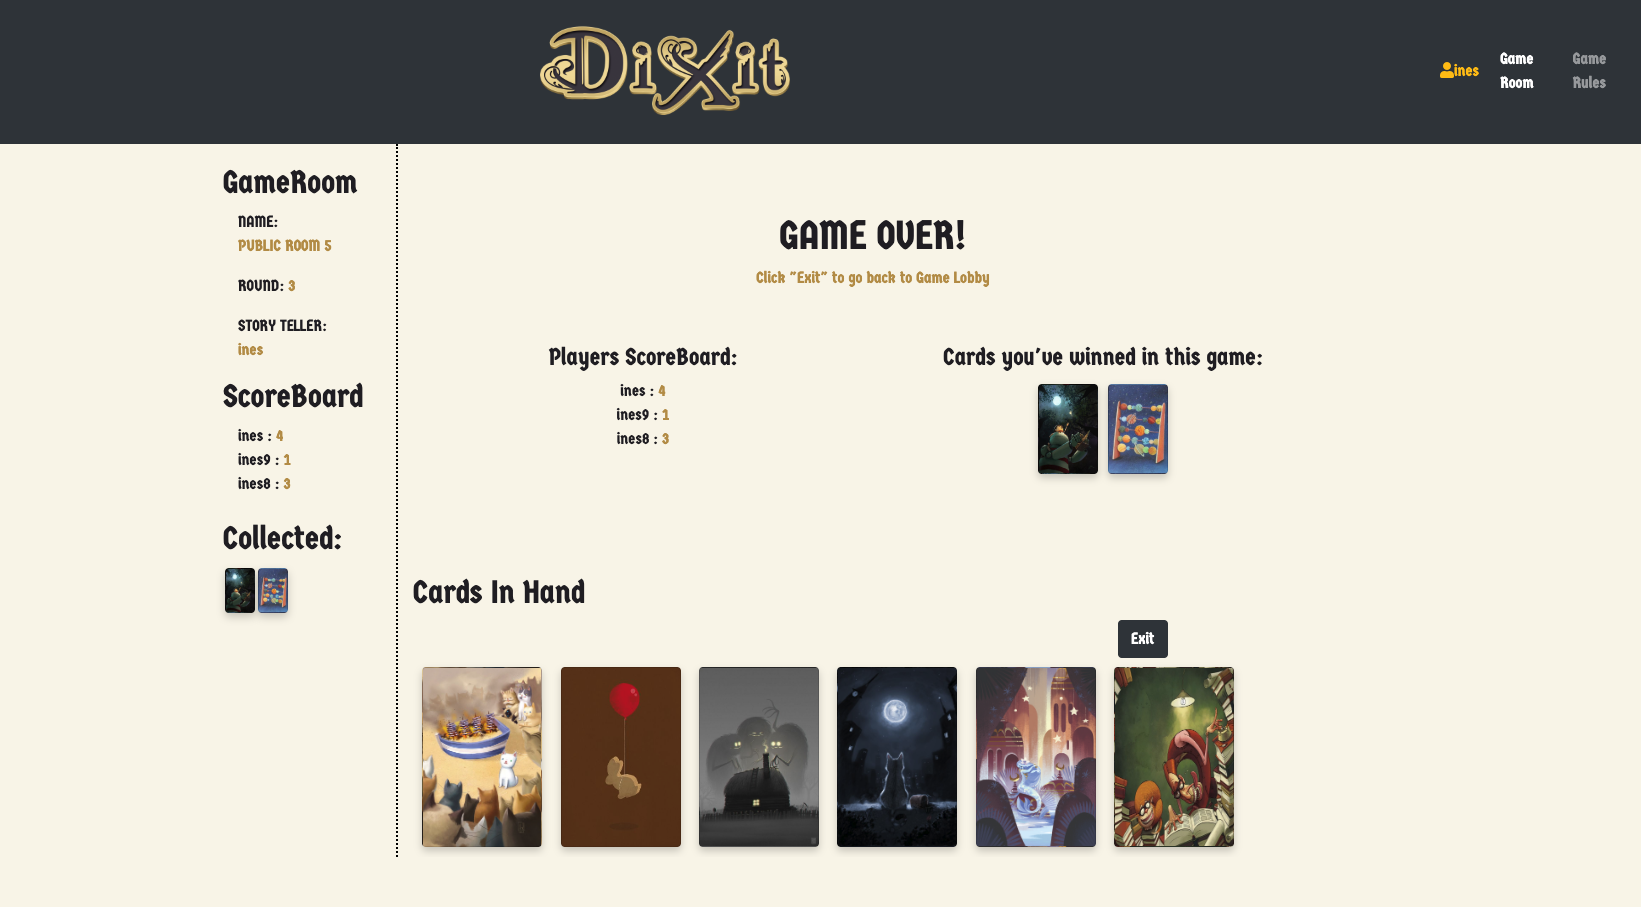 Dixit
ines
Game
Room
Game
Rules
GameRoom
NAME:
PUBLIC ROOM 5
ROUND: 3
STORY TELLER:
ines
ScoreBoard
ines : 4
ines9 : 1
ines8 : 3
Collected:
GAME OVER!
Click "Exit" to go back to Game Lobby
Players ScoreBoard:
ines : 4
ines9 : 1
ines8 : 3
Cards you've winned in this game:
Cards In Hand
Exit